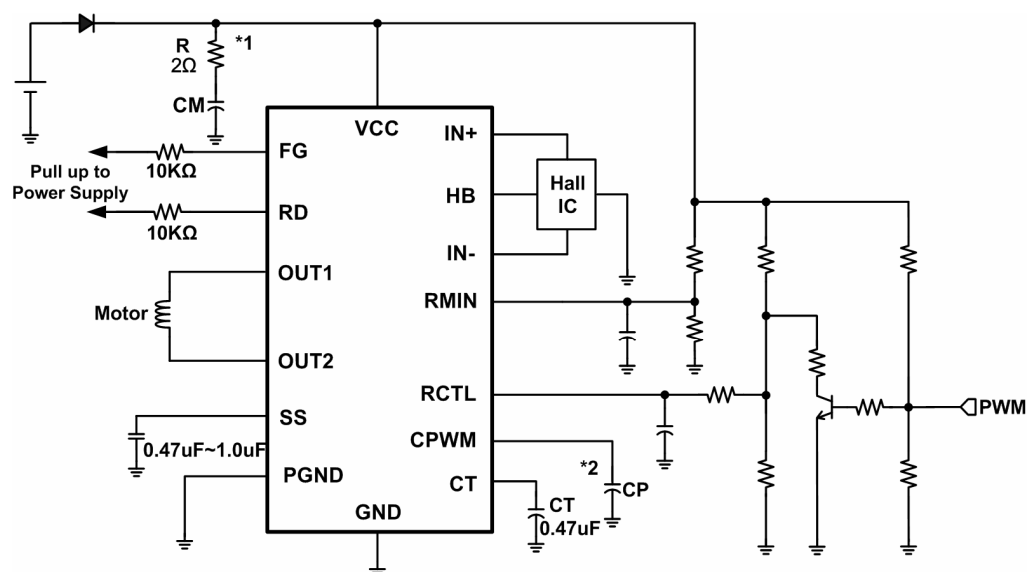 R
2Ω
*1
CM
VCC
FG
IN+
10KΩ
Pull up to
Power Supply
HB
Hall
IC
RD
10KΩ
IN-
OUT1
RMIN
Motor
OUT2
RCTL
PWM
SS
CPWM
0.47uF~1.0uF
*2
CP
PGND
CT
CT
0.47uF
GND